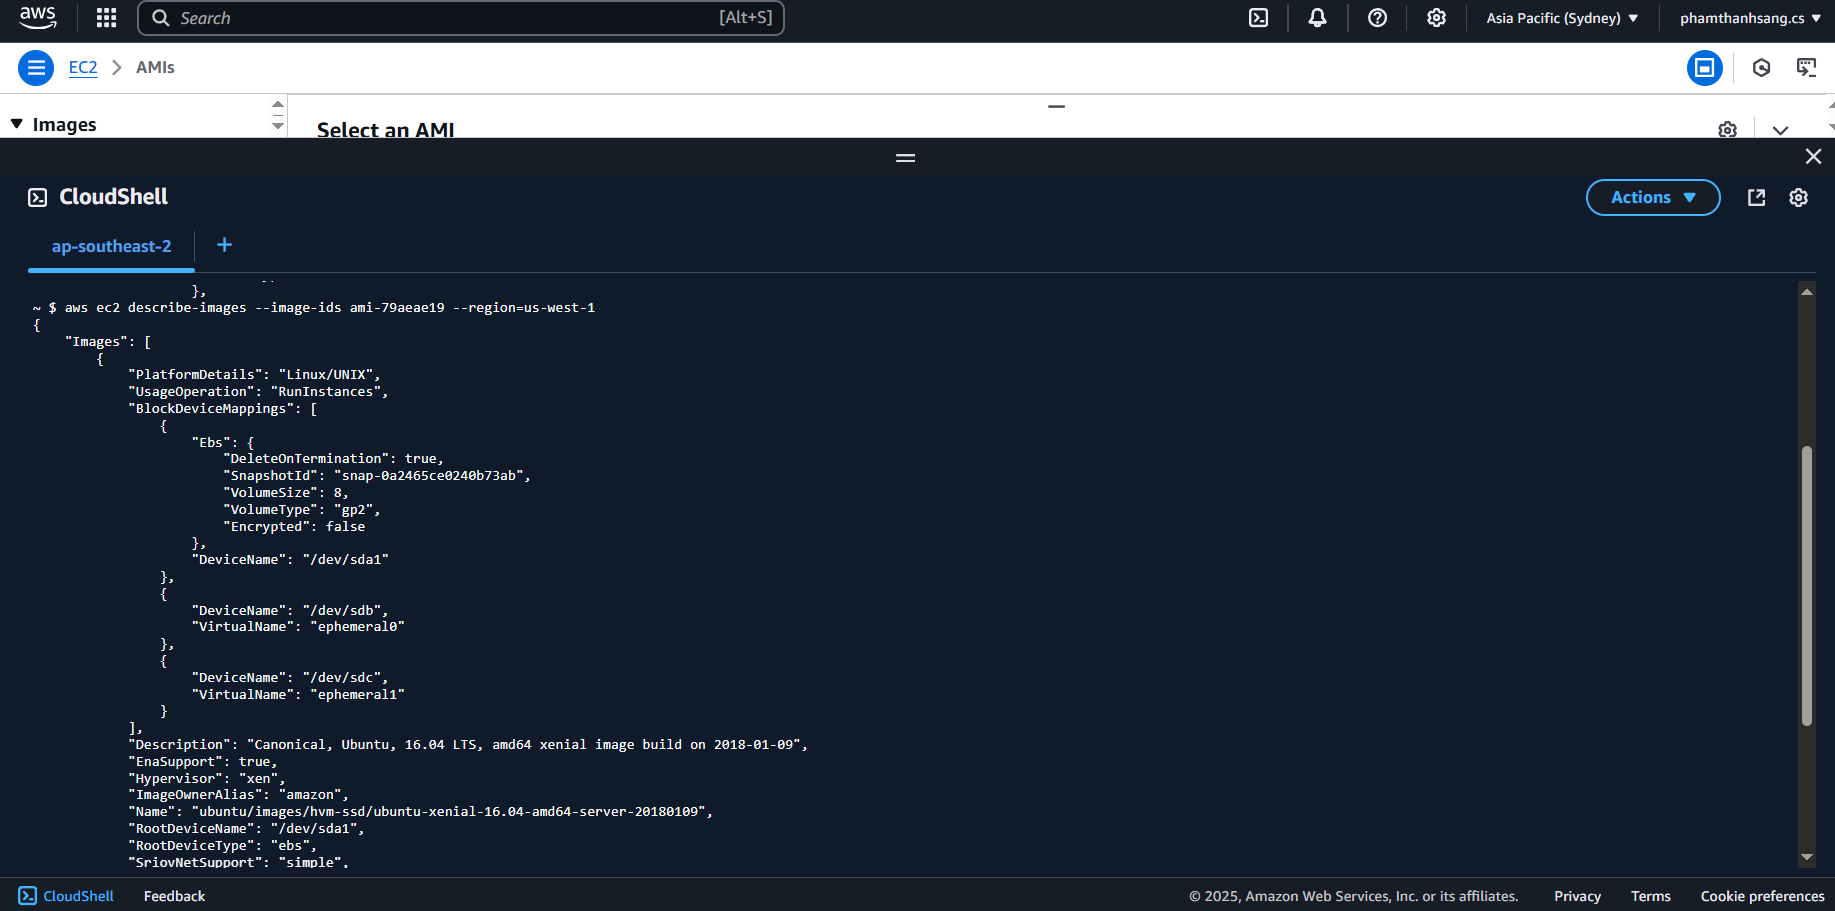 aws
Search
[Alt+S]
Asia Pacific (Sydney)
phamthanhsang.cs
EC2
AMIs
Images
Select an AMI
CloudShell
Actions
ap-southeast-2
+
},
~ $ aws ec2 describe-images --image-ids ami-79aeae19 --region=us-west-1
{
"Images": [
{
"PlatformDetails": "Linux/UNIX",
"UsageOperation": "RunInstances",
"BlockDeviceMappings": [
{
"Ebs": {
"DeleteOnTermination": true,
"SnapshotId": "snap-0a2465ce0240b73ab",
"VolumeSize": 8,
"VolumeType": "gp2",
"Encrypted": false
},
"DeviceName": "/dev/sda1"
},
{
"DeviceName": "/dev/sdb",
"VirtualName": "ephemeral0"
},
{
"DeviceName": "/dev/sdc",
"VirtualName": "ephemeral1"
}
],
"Description": "Canonical, Ubuntu, 16.04 LTS, amd64 xenial image build on 2018-01-09",
"EnaSupport": true,
"Hypervisor": "xen",
"ImageOwnerAlias": "amazon",
"Name": "ubuntu/images/hvm-ssd/ubuntu-xenial-16.04-amd64-server-20180109",
"RootDeviceName": "/dev/sda1",
"RootDeviceType": "ebs",
"SriovNetSupport": "simple",
CloudShell
Feedback
© 2025, Amazon Web Services, Inc. or its affiliates.
Privacy
Terms
Cookie preferences